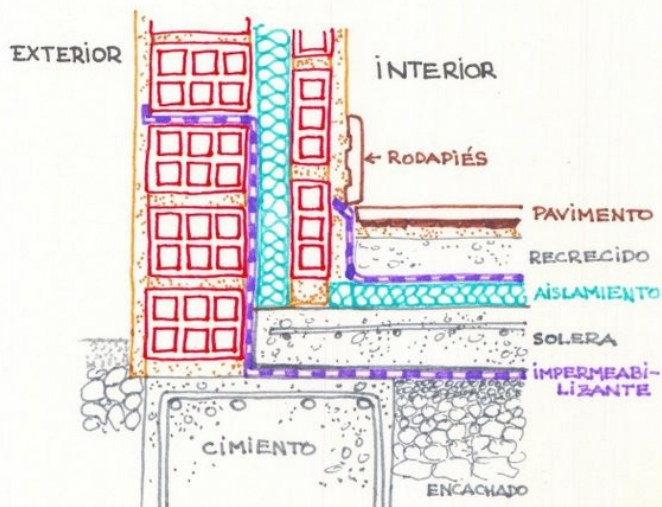 EXTERIOR
INTERIOR
← RODAPIÉS
PAVIMENTO
RECRECIDO
AISLAMIENTO
SOLERA
IMPERMEABI-
LIZANTE
CIMIENTO
ENCACHADO